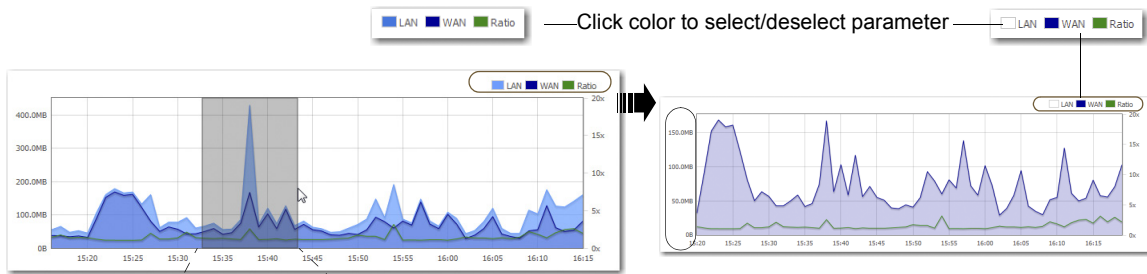 LAN WAN Ratio
Click color to select/deselect parameter
LAN WAN Ratio
LAN WAN Ratio
400.0MB
300.0MB
200.0MB
100.0MB
0B
20x
15x
10x
5x
0x
15:20 15:25 15:30 15:35 15:40 15:45 15:50 15:55 16:00 16:05 16:10 16:15
LAN WAN Ratio
150.0MB
100.0MB
50.0MB
0B
20x
15x
10x
5x
0x
15:20 15:25 15:30 15:35 15:40 15:45 15:50 15:55 16:00 16:05 16:10 16:15